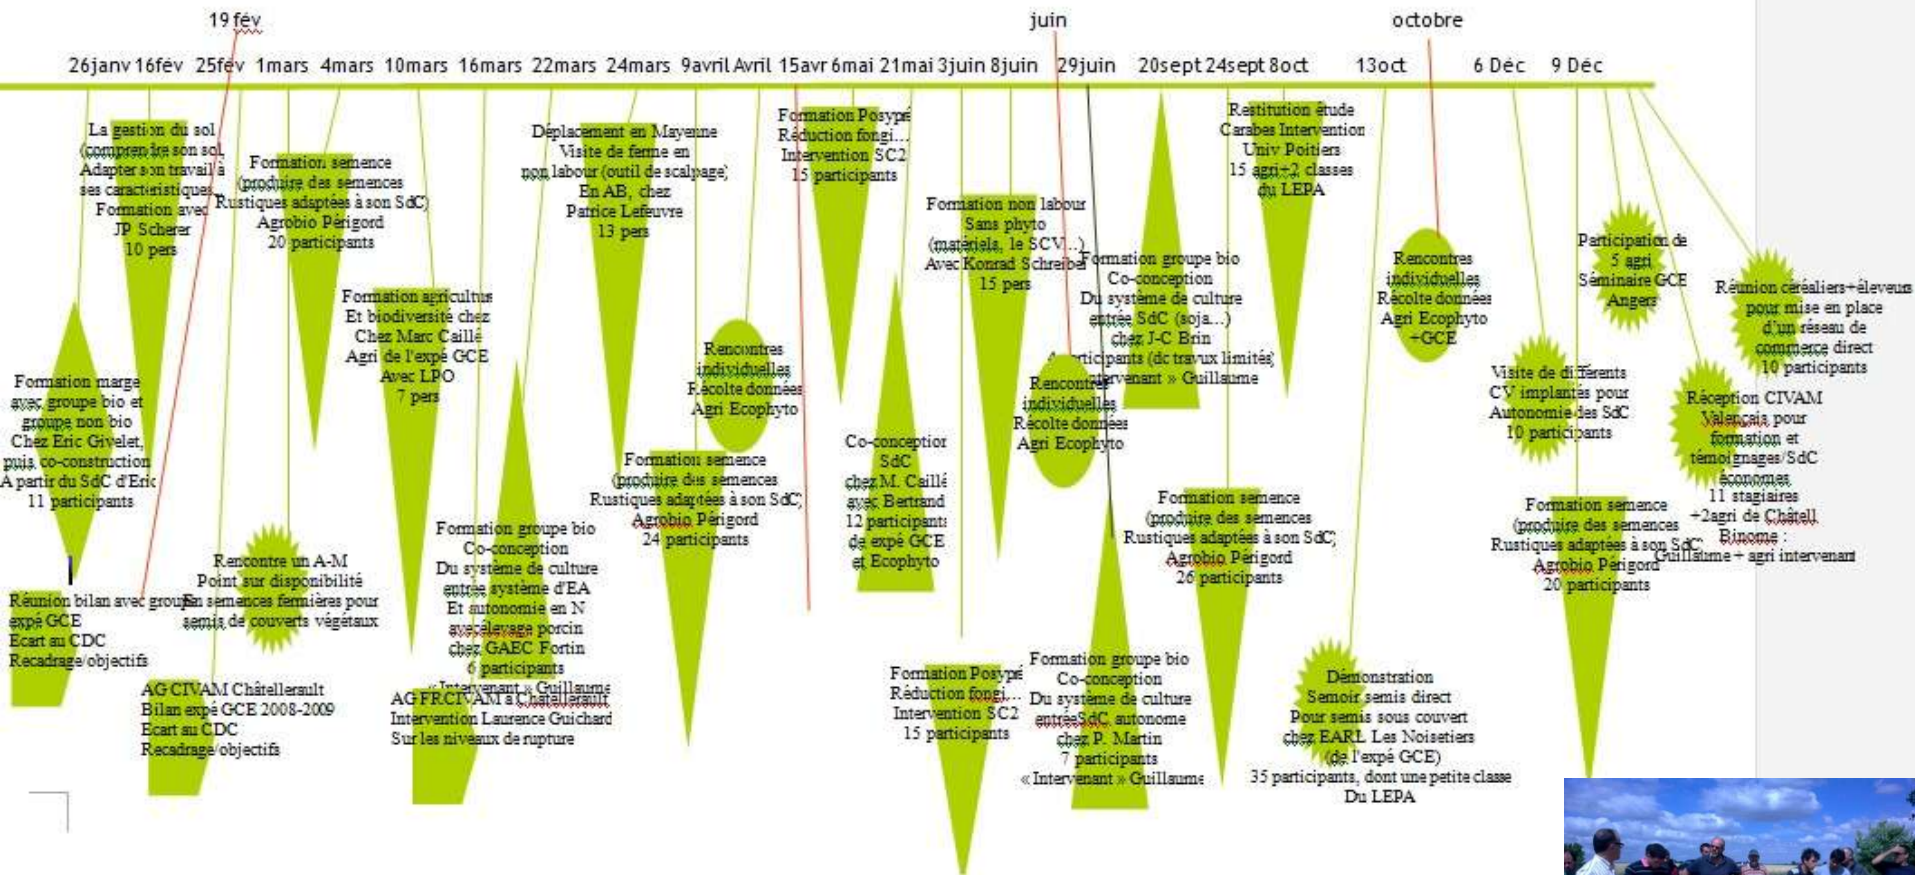 19 fév
juin
octobre
26janv 16fév 25fév 1mars 4mars 10mars 16mars 22mars 24mars 9avril Avril 15avr 6mai 21mai 3juin 8juin 29juin 20sept 24sept 8oct 13oct 6 Déc 9 Déc
La gestion du sol
(comprendre son sol,
Adapter son travail à
ses caractéristiques
Formation avec
JP Scherer
10 pers
Formation semence
(produire des semences
Rustiques adaptées à son SdC)
Agrobio Périgord
20 participants
Formation agriculture
Et biodiversité chez
Chez Marc Caillé
Agri de l'expé GCE
Avec LPO
7 pers
Déplacement en Mayenne
Visite de ferme en
non labour (outil de scalpage)
En AB, chez
Patrice Lefeuvre
13 pers
Formation Posypré
Réduction fongi...
Intervention SC2
15 participants
Formation non labour
Sans phyto
(matériels, le SCV...)
Avec Konrad Schreiber
15 pers
Formation groupe bio
Co-conception
Du système de culture
entrée SdC (soja...)
chez J-C Brin
participants (dc travux limités)
Intervenant » Guillaume
Restitution étude
Carabes Intervention
Univ Poitiers
15 agri+2 classes
du LEPA
Rencontres
individuelles
Récolte données
Agri Ecophyto
+GCE
Participation de
5 agri
Séminaire GCE
Angers
Réunion céréaliers+éleveurs
pour mise en place
d'un réseau de
commerce direct
10 participants
Formation marge
avec groupe bio et
groupe non bio
Chez Eric Givelet,
puis co-construction
A partir du SdC d'Eric
11 participants
Rencontres
individuelles
Récolte données
Agri Ecophyto
Rencontres
individuelles
Récolte données
Agri Ecophyto
Visite de différents
CV implantés pour
Autonomie des SdC
10 participants
Réception CIVAM
Valençais pour
formation et
témoignages/SdC
économes
11 stagiaires
+2agri de Châtell
Binome :
Guillaume + agri intervenant
Formation semence
(produire des semences
Rustiques adaptées à son SdC)
Agrobio Périgord
24 participants
Co-conception
SdC
chez M. Caillé
avec Bertrand
12 participants
de expé GCE
et Ecophyto
Formation semence
(produire des semences
Rustiques adaptées à son SdC)
Agrobio Périgord
26 participants
Formation semence
(produire des semences
Rustiques adaptées à son SdC)
Agrobio Périgord
20 participants
Formation groupe bio
Co-conception
Du système de culture
entrée système d'EA
Et autonomie en N
avecélevage porcin
chez GAEC Fortin
6 participants
« Intervenant » Guillaume
Rencontre un A-M
Point sur disponibilité
En semences fermières pour
semis de couverts végétaux
Réunion bilan avec groupe
expé GCE
Ecart au CDC
Recadrage/objectifs
AG CIVAM Châtellerault
Bilan expé GCE 2008-2009
Ecart au CDC
Recadrage/objectifs
AG FRCIVAM à Chatellerault
Intervention Laurence Guichard
Sur les niveaux de rupture
Formation Posypré
Réduction fongi...
Intervention SC2
15 participants
Formation groupe bio
Co-conception
Du système de culture
entréeSdC autonome
chez P. Martin
7 participants
« Intervenant » Guillaume
Démonstration
Semoir semis direct
Pour semis sous couvert
chez EARL Les Noisetiers
(de l'expé GCE)
35 participants, dont une petite classe
Du LEPA